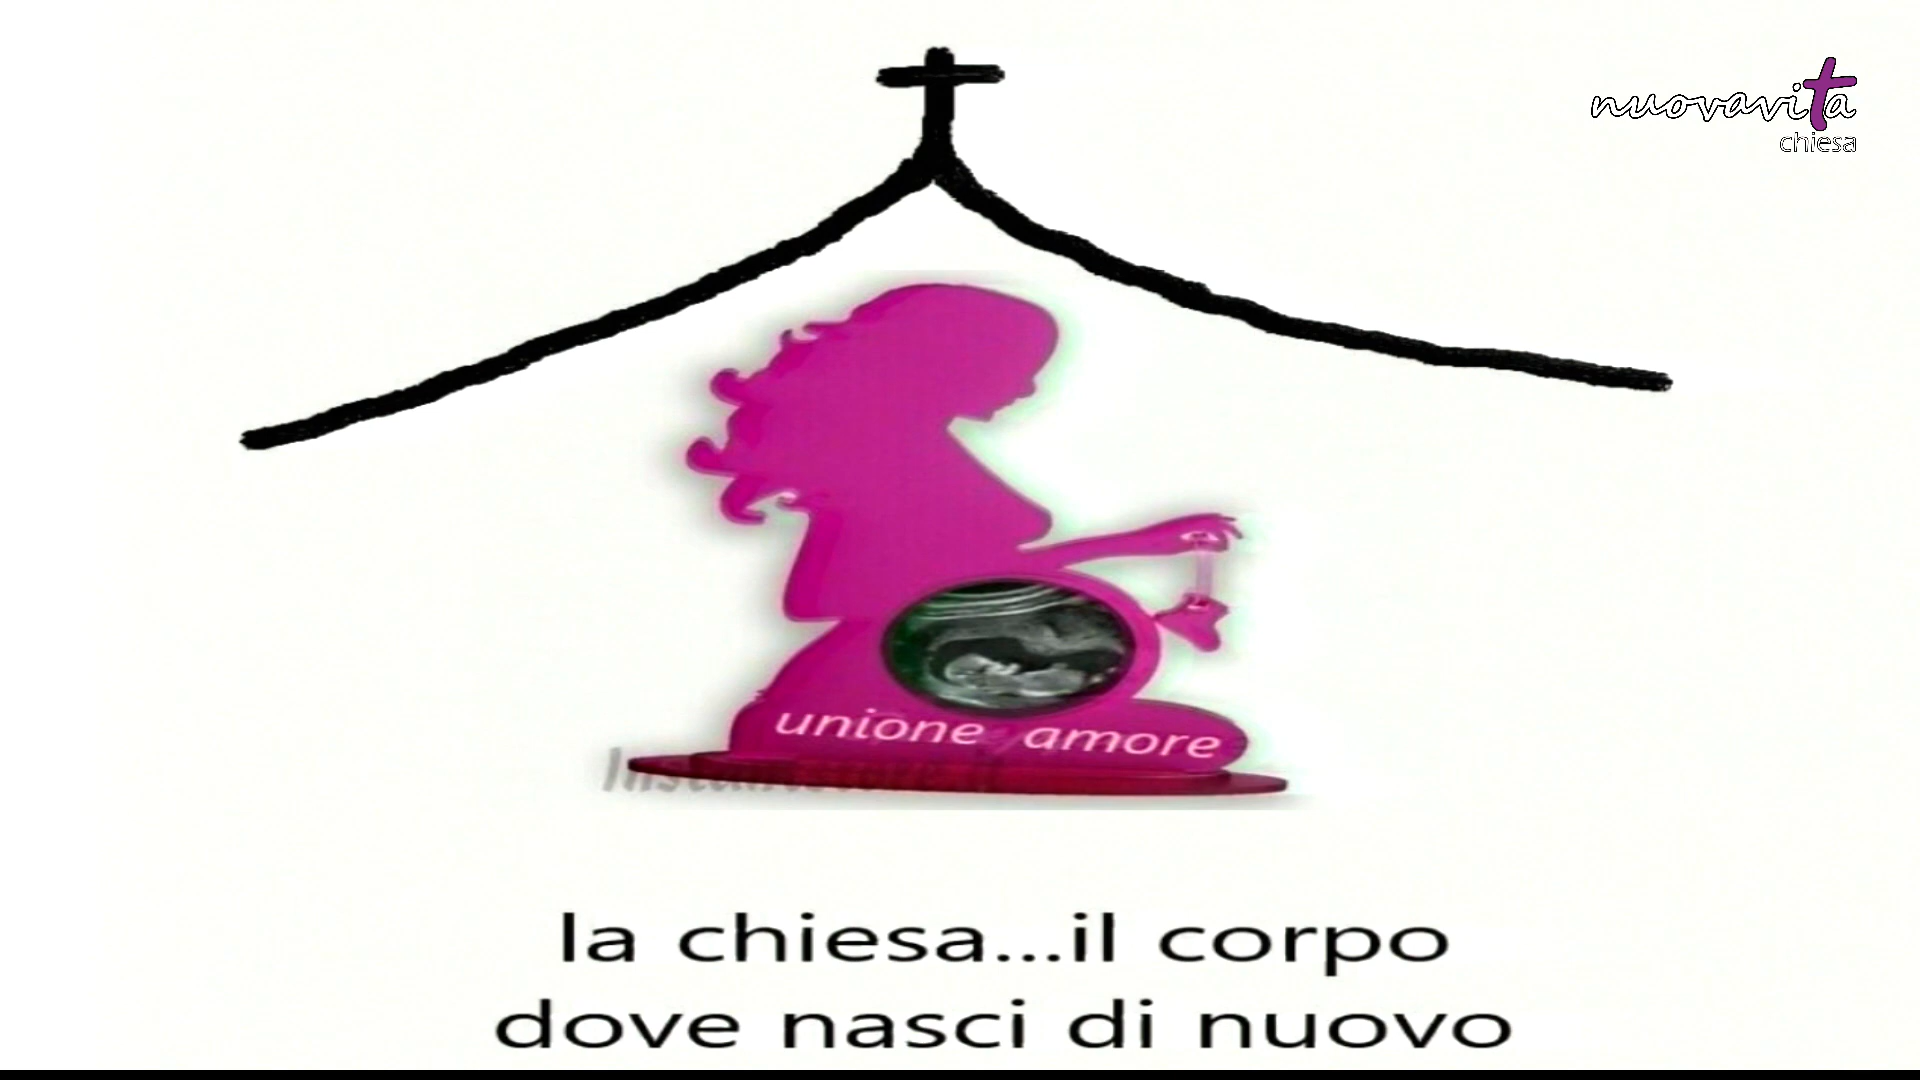 nuovavita
chiesa
unione amore
la chiesa...il corpo
dove nasci di nuovo